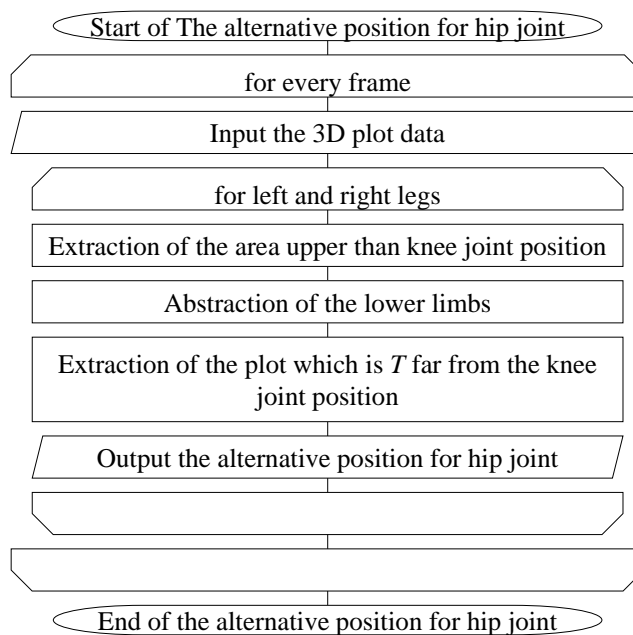 Start of The alternative position for hip joint
for every frame
Input the 3D plot data
for left and right legs
Extraction of the area upper than knee joint position
Abstraction of the lower limbs
Extraction of the plot which is T far from the knee
joint position
Output the alternative position for hip joint
End of the alternative position for hip joint